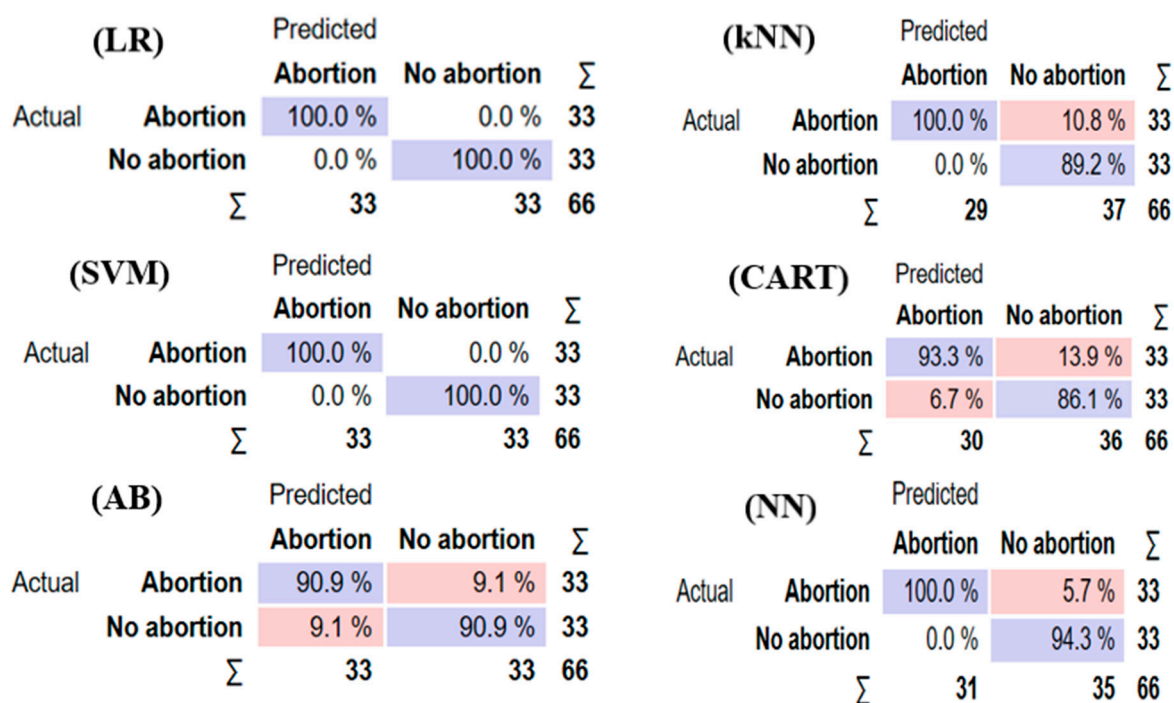 (LR) Predicted
Abortion No abortion ∑
Actual Abortion 100.0 % 0.0 % 33
No abortion 0.0 % 100.0 % 33
∑ 33 33 66
(kNN) Predicted
Abortion No abortion ∑
Actual Abortion 100.0 % 10.8 % 33
No abortion 0.0 % 89.2 % 33
∑ 29 37 66
(SVM) Predicted
Abortion No abortion ∑
Actual Abortion 100.0 % 0.0 % 33
No abortion 0.0 % 100.0 % 33
∑ 33 33 66
(CART) Predicted
Abortion No abortion ∑
Actual Abortion 93.3 % 13.9 % 33
No abortion 6.7 % 86.1 % 33
∑ 30 36 66
(AB) Predicted
Abortion No abortion ∑
Actual Abortion 90.9 % 9.1 % 33
No abortion 9.1 % 90.9 % 33
∑ 33 33 66
(NN) Predicted
Abortion No abortion ∑
Actual Abortion 100.0 % 5.7 % 33
No abortion 0.0 % 94.3 % 33
∑ 31 35 66